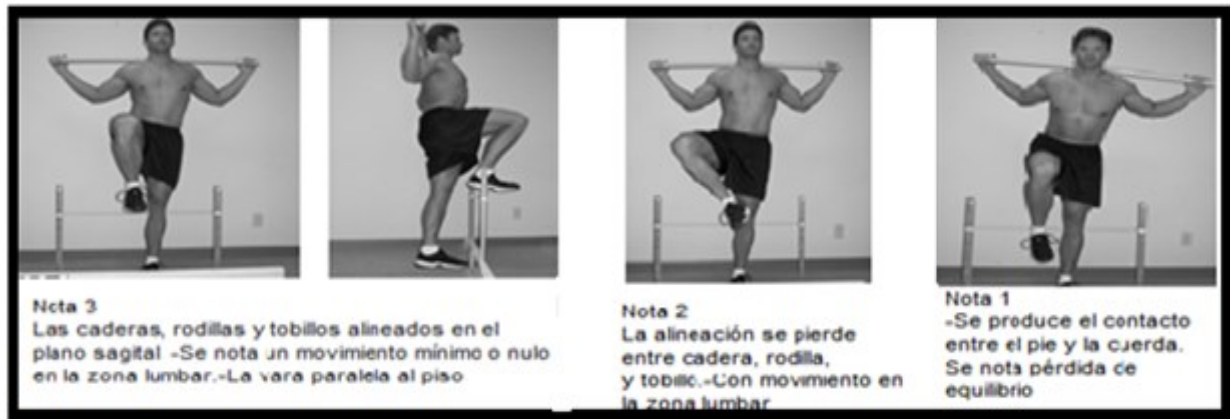 Nota 3
Las caderas, rodillas y tobillos alineados en el
plano sagital -Se nota un movimiento mínimo o nulo
en la zona lumbar.-La vara paralela al piso
Nota 2
La alineación se pierde
entre cadera, rodilla,
y tobillo.-Con movimiento en
la zona lumbar
Nota 1
-Se produce el contacto
entre el pie y la cuerda.
Se nota pérdida de
equilibrio